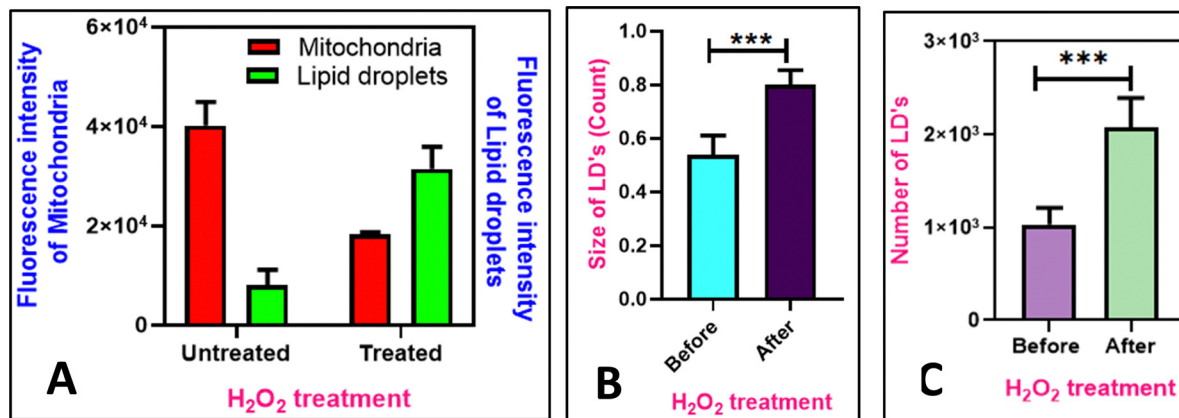 6×10⁴
4×10⁴
2×10⁴
0
Fluorescence intensity
of Mitochondria
Mitochondria
Lipid droplets
Fluorescence intensity
of Lipid droplets
Untreated
Treated
A
H₂O₂ treatment
1.0
0.8
0.6
0.4
0.2
0.0
Size of LD's (Count)
***
Before
After
B
H₂O₂ treatment
3×10³
2×10³
1×10³
0
Number of LD's
***
Before
After
C
H₂O₂ treatment